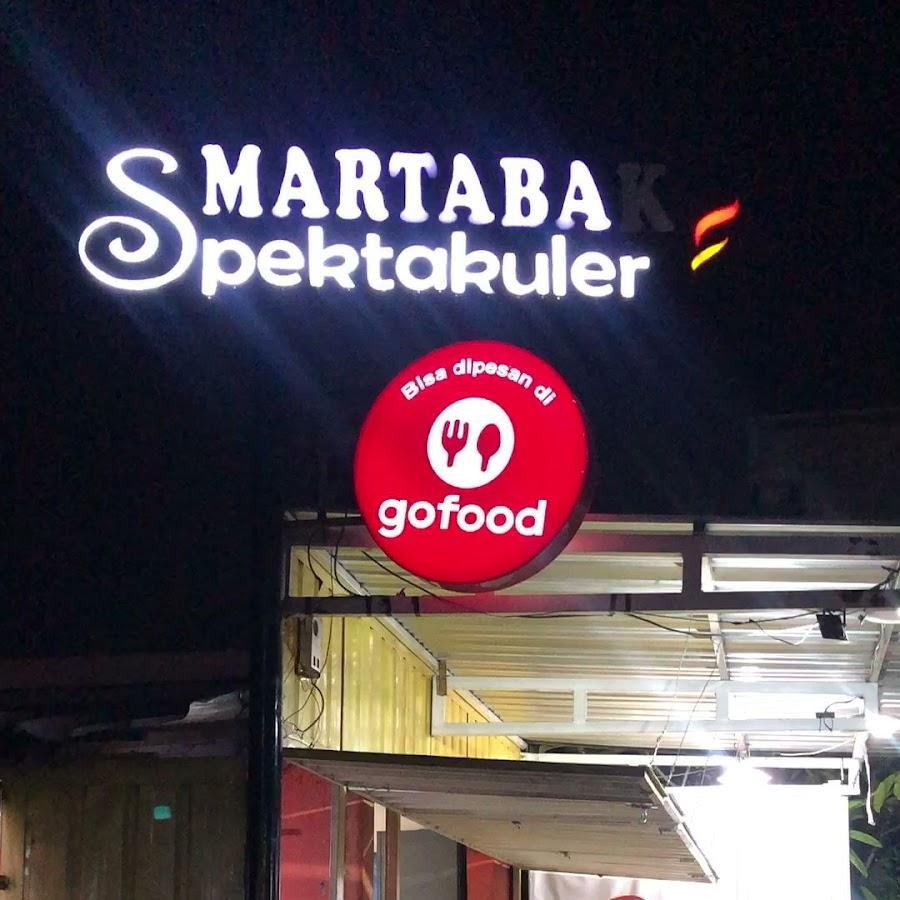 MARTABAK
Spektakuler
Bisa dipesan di
gofood